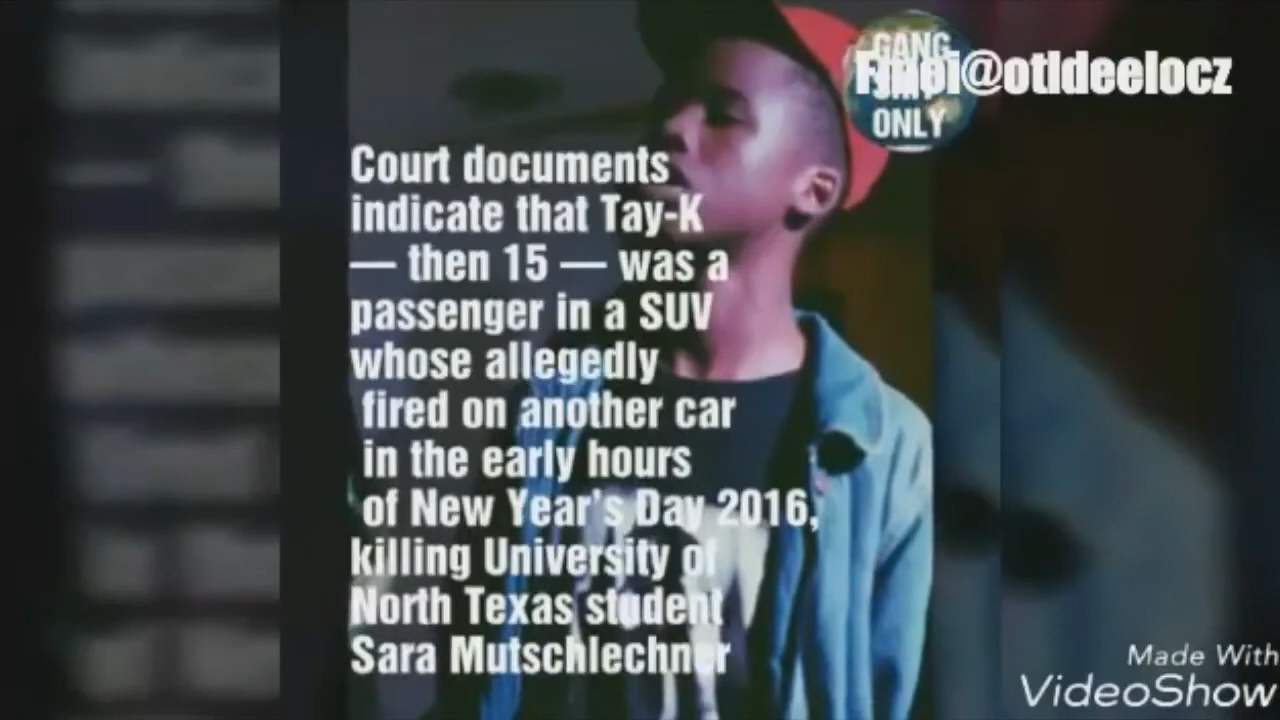 GANG
ONLY
@otldeelocz
Court documents
indicate that Tay-K
— then 15 — was a
passenger in a SUV
whose allegedly
fired on another car
in the early hours
of New Year's Day 2016,
killing University of
North Texas student
Sara Mutschlechner
Made With
VideoShow